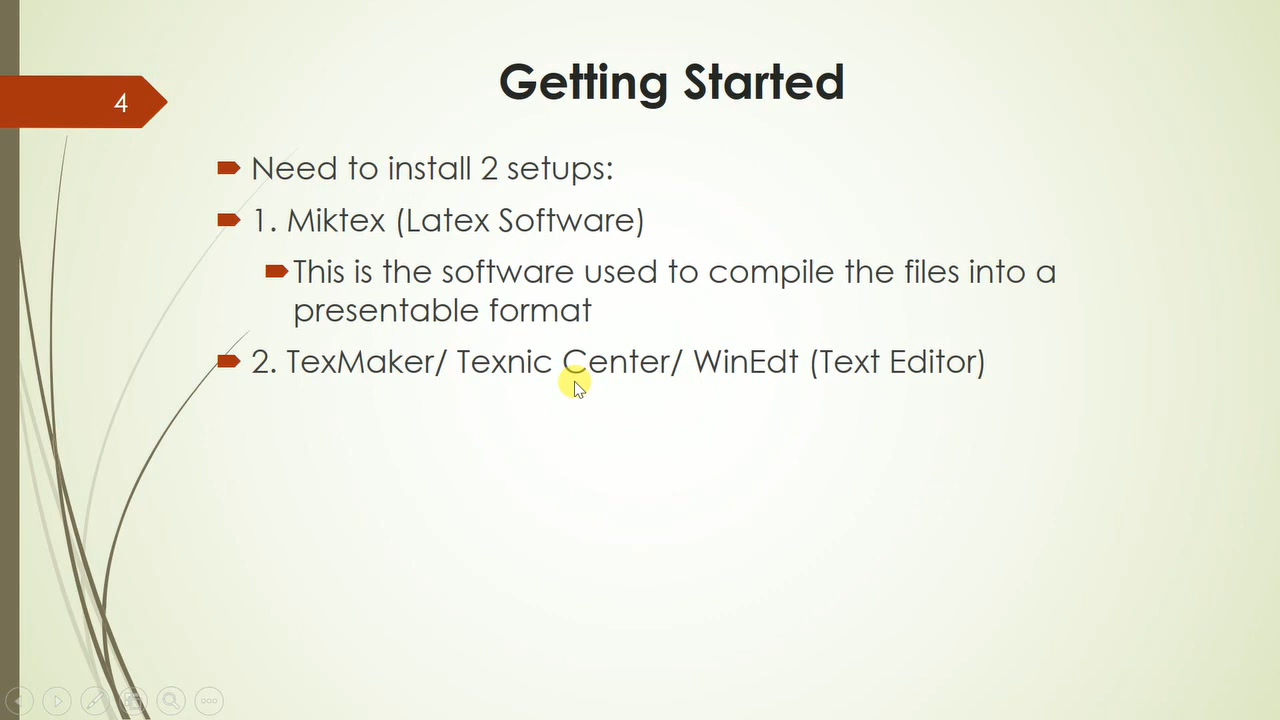 Getting Started
4
Need to install 2 setups:
1. Miktex (Latex Software)
This is the software used to compile the files into a
presentable format
2. TexMaker/ Texnic Center/ WinEdt (Text Editor)